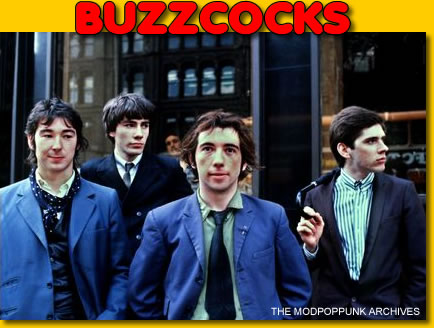 BUZZCOCKS
THE MODPOPPUNK ARCHIVES